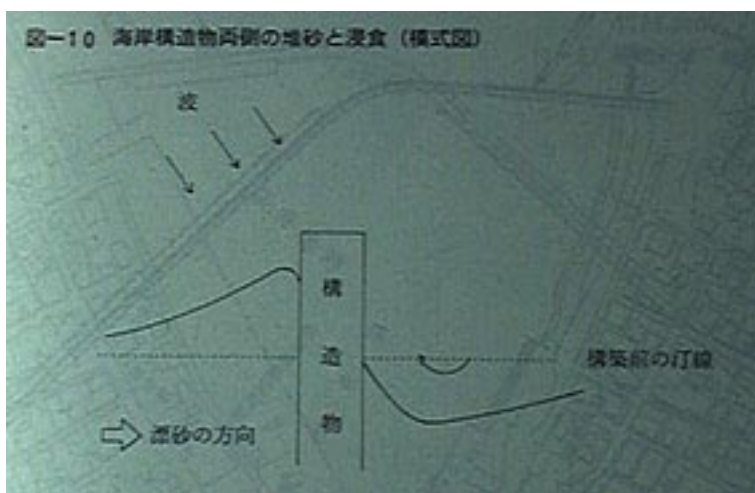 図-10 海岸構造物両側の堆砂と浸食（模式図）
波
構造物
構築前の汀線
漂砂の方向